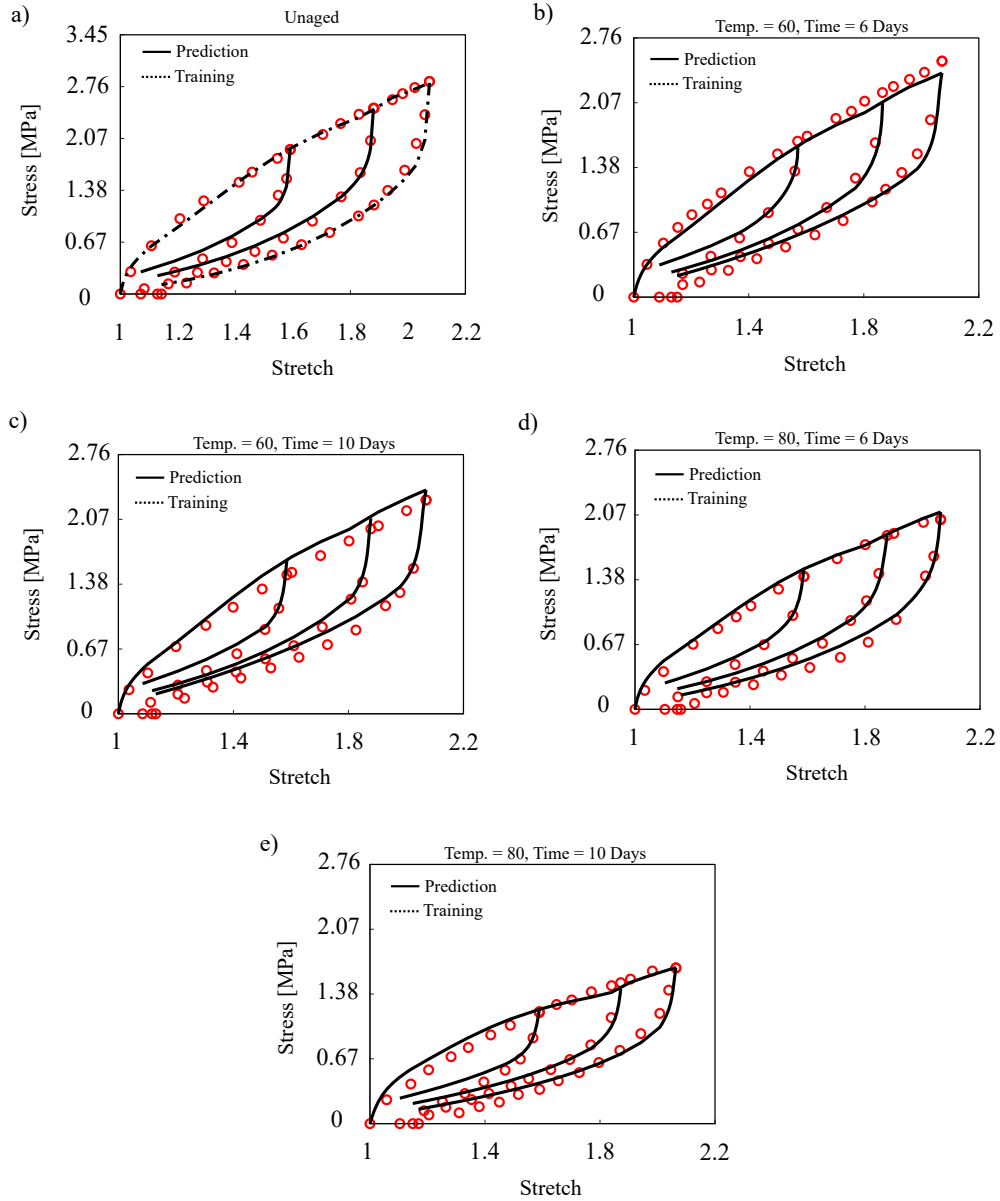 a)
Unaged
3.45
2.76
2.07
1.38
0.67
0
Stress [MPa]
Prediction
Training
1 1.2 1.4 1.6 1.8 2 2.2
Stretch
b)
Temp. = 60, Time = 6 Days
2.76
2.07
1.38
0.67
0
Stress [MPa]
Prediction
Training
1 1.4 1.8 2.2
Stretch
c)
Temp. = 60, Time = 10 Days
2.76
2.07
1.38
0.67
0
Stress [MPa]
Prediction
Training
1 1.4 1.8 2.2
Stretch
d)
Temp. = 80, Time = 6 Days
2.76
2.07
1.38
0.67
0
Stress [MPa]
Prediction
Training
1 1.4 1.8 2.2
Stretch
e)
Temp. = 80, Time = 10 Days
2.76
2.07
1.38
0.67
0
Stress [MPa]
Prediction
Training
1 1.4 1.8 2.2
Stretch